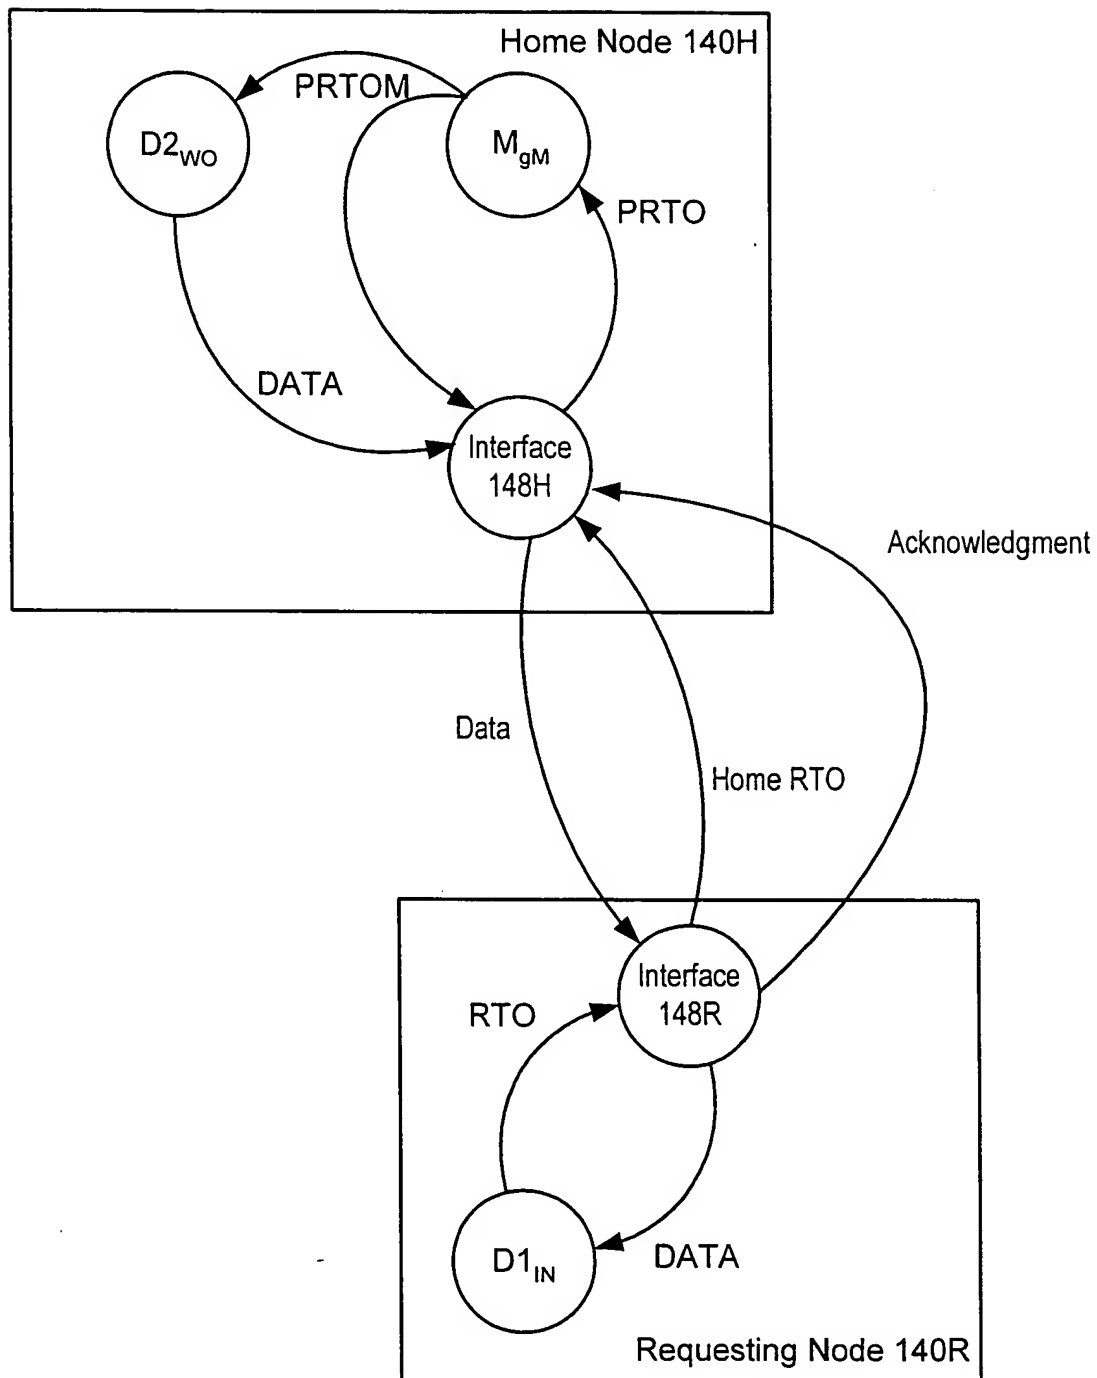 Home Node 140H
PRTOM
D2WO
MgM
PRTO
DATA
Interface
148H
Acknowledgment
Data
Home RTO
Interface
148R
RTO
D1IN
DATA
Requesting Node 140R